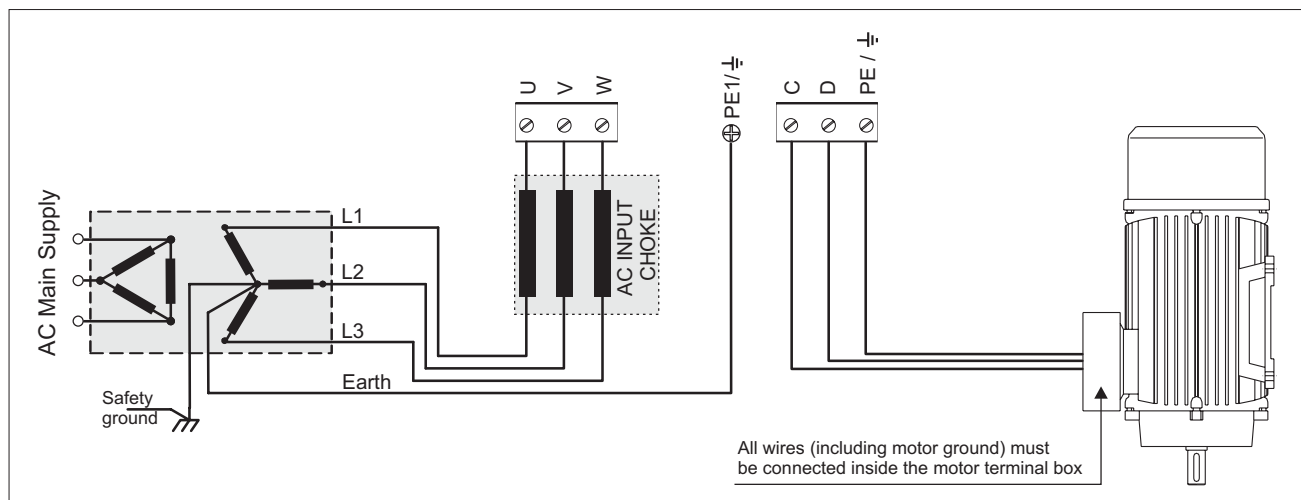 AC Main Supply
L1
L2
L3
Earth
Safety
ground
U
V
W
AC INPUT
CHOKE
PE1/⏚
C
D
PE / ⏚
All wires (including motor ground) must
be connected inside the motor terminal box